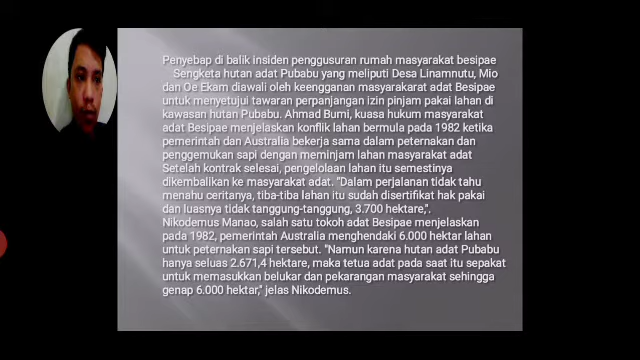 Penyebap di balik insiden penggusuran rumah masyarakat besipae
Sengketa hutan adat Pubabu yang meliputi Desa Linamnutu, Mio
dan Oe Ekam diawali oleh keengganan masyarakarat adat Besipae
untuk menyetujui tawaran perpanjangan izin pinjam pakai lahan di
kawasan hutan Pubabu. Ahmad Bumi, kuasa hukum masyarakat
adat Besipae menjelaskan konflik lahan bermula pada 1982 ketika
pemerintah dan Australia bekerja sama dalam peternakan dan
penggemukan sapi dengan meminjam lahan masyarakat adat
Setelah kontrak selesai, pengelolaan lahan itu semestinya
dikembalikan ke masyarakat adat. "Dalam perjalanan tidak tahu
menahu ceritanya, tiba-tiba lahan itu sudah disertifikat hak pakai
dan luasnya tidak tanggung-tanggung, 3.700 hektare,".
Nikodemus Manao, salah satu tokoh adat Besipae menjelaskan
pada 1982, pemerintah Australia menghendaki 6.000 hektar lahan
untuk peternakan sapi tersebut. "Namun karena hutan adat Pubabu
hanya seluas 2.671,4 hektare, maka tetua adat pada saat itu sepakat
untuk memasukkan belukar dan pekarangan masyarakat sehingga
genap 6.000 hektar," jelas Nikodemus.